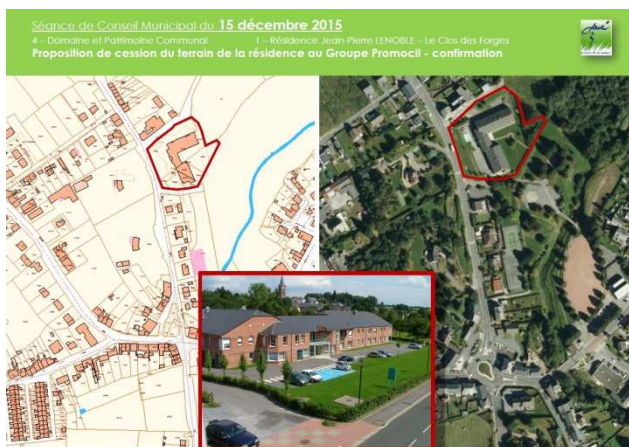 Séance de Conseil Municipal du 15 décembre 2015
4 – Domaine et Patrimoine Communal 1 – Résidence Jean-Pierre LENOBLE – Le Clos des Forges
Proposition de cession du terrain de la résidence au Groupe Promocil - confirmation